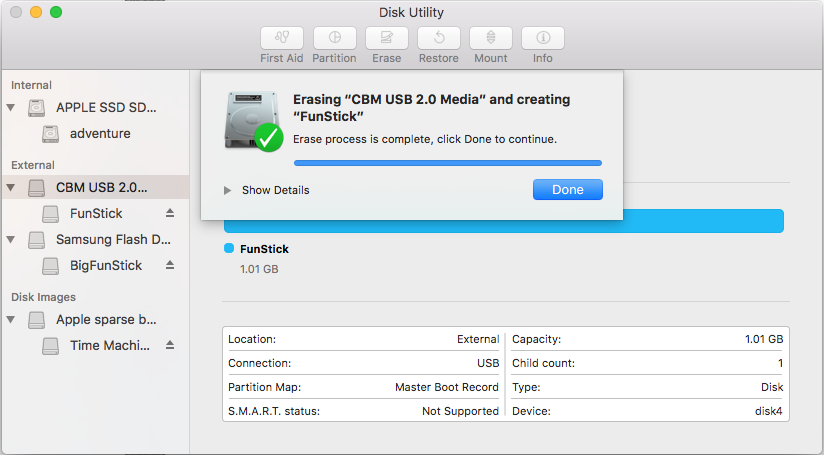 Disk Utility
First Aid
Partition
Erase
Restore
Mount
Info
Internal
APPLE SSD SD...
adventure
External
CBM USB 2.0...
FunStick
Samsung Flash D...
BigFunStick
Disk Images
Apple sparse b...
Time Machi...
Erasing “CBM USB 2.0 Media” and creating
“FunStick”
Erase process is complete, click Done to continue.
Show Details
Done
FunStick
1.01 GB
Location: External
Connection: USB
Partition Map: Master Boot Record
S.M.A.R.T. status: Not Supported
Capacity: 1.01 GB
Child count: 1
Type: Disk
Device: disk4